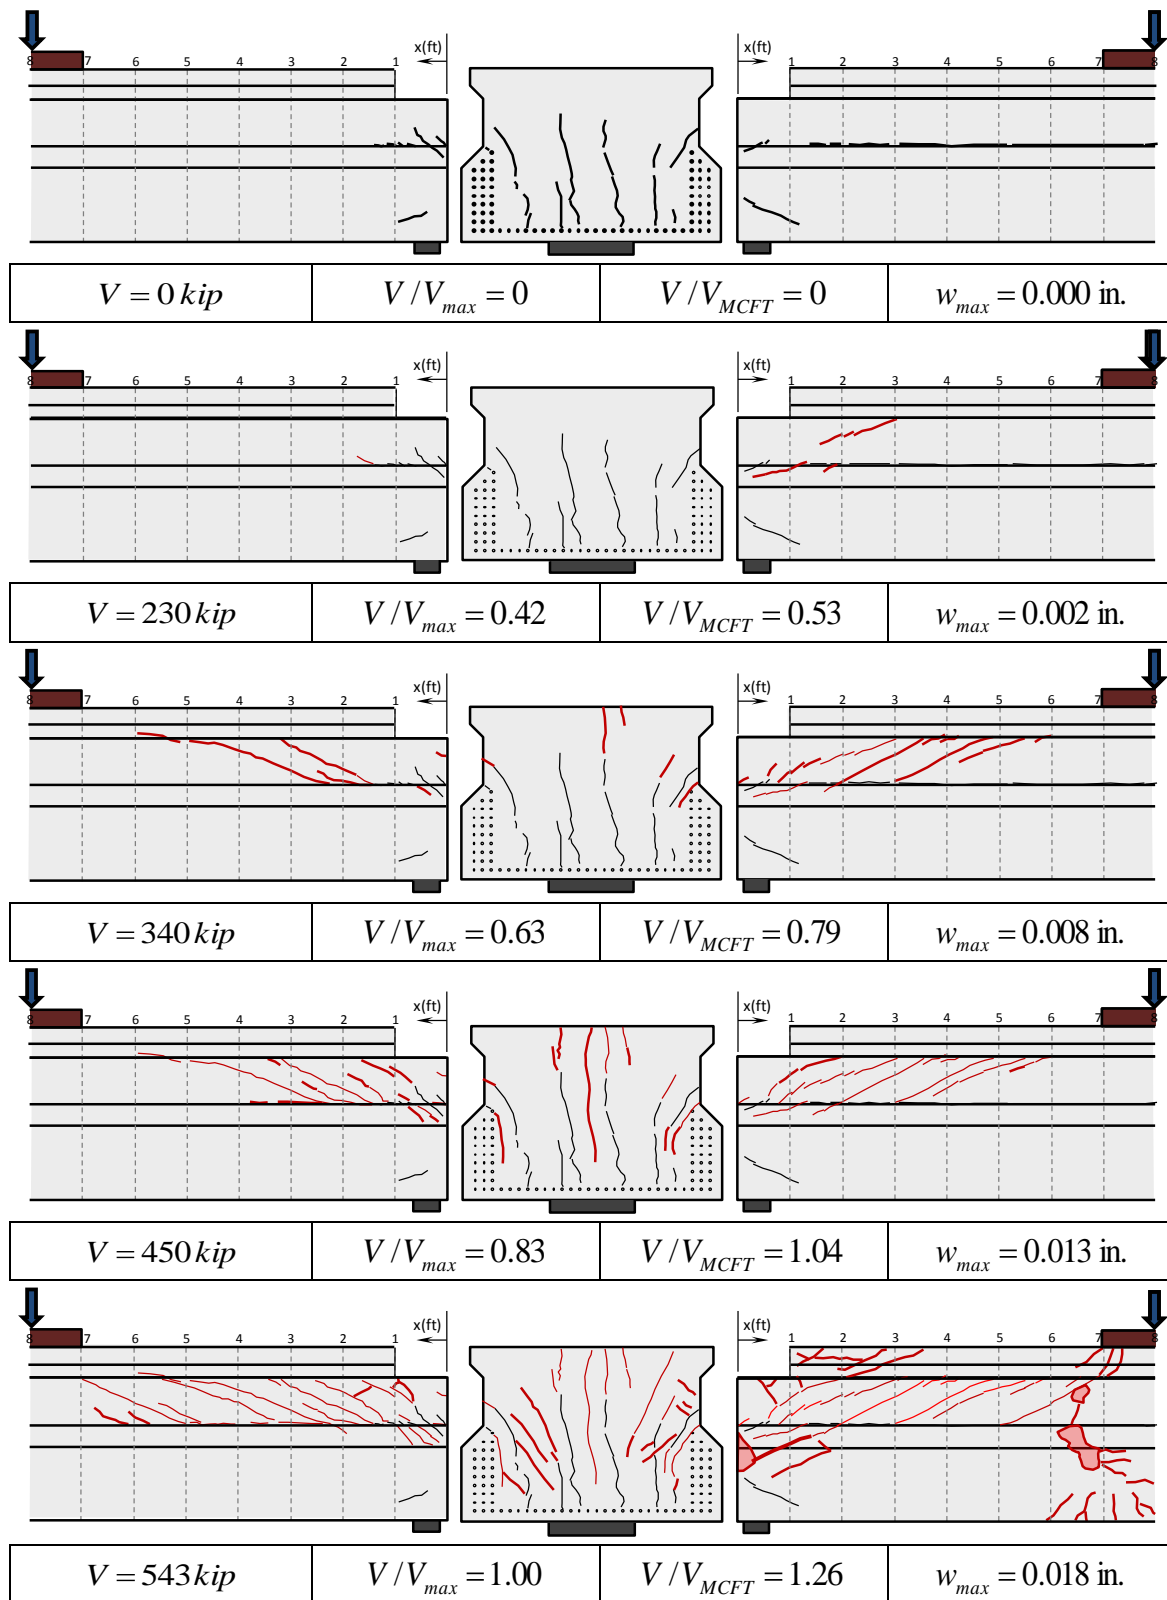 x(ft) x(ft)
8 7 6 5 4 3 2 1 1 2 3 4 5 6 7 8
V = 0 kip V/V_max = 0 V/V_MCFT = 0 w_max = 0.000 in.
x(ft) x(ft)
8 7 6 5 4 3 2 1 1 2 3 4 5 6 7 8
V = 230 kip V/V_max = 0.42 V/V_MCFT = 0.53 w_max = 0.002 in.
x(ft) x(ft)
8 7 6 5 4 3 2 1 1 2 3 4 5 6 7 8
V = 340 kip V/V_max = 0.63 V/V_MCFT = 0.79 w_max = 0.008 in.
x(ft) x(ft)
8 7 6 5 4 3 2 1 1 2 3 4 5 6 7 8
V = 450 kip V/V_max = 0.83 V/V_MCFT = 1.04 w_max = 0.013 in.
x(ft) x(ft)
8 7 6 5 4 3 2 1 1 2 3 4 5 6 7 8
V = 543 kip V/V_max = 1.00 V/V_MCFT = 1.26 w_max = 0.018 in.